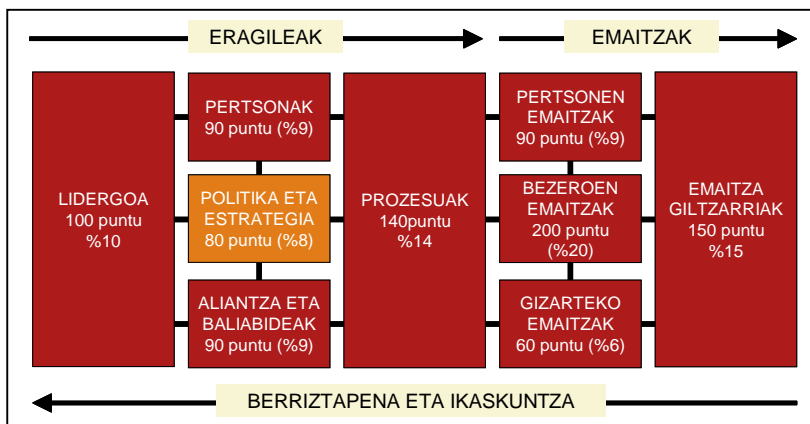 ERAGILEAK
EMAITZAK
LIDERGOA
100 puntu
%10
PERTSONAK
90 puntu (%9)
POLITIKA ETA
ESTRATEGIA
80 puntu (%8)
ALIANTZA ETA
BALIABIDEAK
90 puntu (%9)
PROZESUAK
140puntu
%14
PERTSONEN
EMAITZAK
90 puntu (%9)
BEZEROEN
EMAITZAK
200 puntu
(%20)
GIZARTEKO
EMAITZAK
60 puntu (%6)
EMAITZA
GILTZARRIAK
150 puntu
%15
BERRIZTAPENA ETA IKASKUNTZA